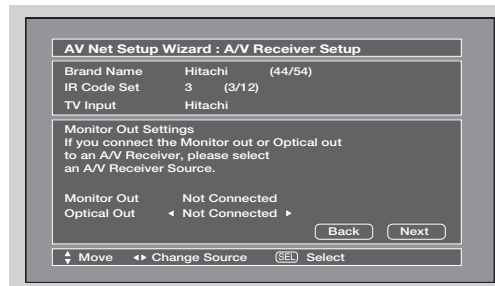 AV Net Setup Wizard : A/V Receiver Setup
Brand Name Hitachi (44/54)
IR Code Set 3 (3/12)
TV Input Hitachi
Monitor Out Settings
If you connect the Monitor out or Optical out
to an A/V Receiver, please select
an A/V Receiver Source.
Monitor Out Not Connected
Optical Out Not Connected
Back Next
Move Change Source SEL Select